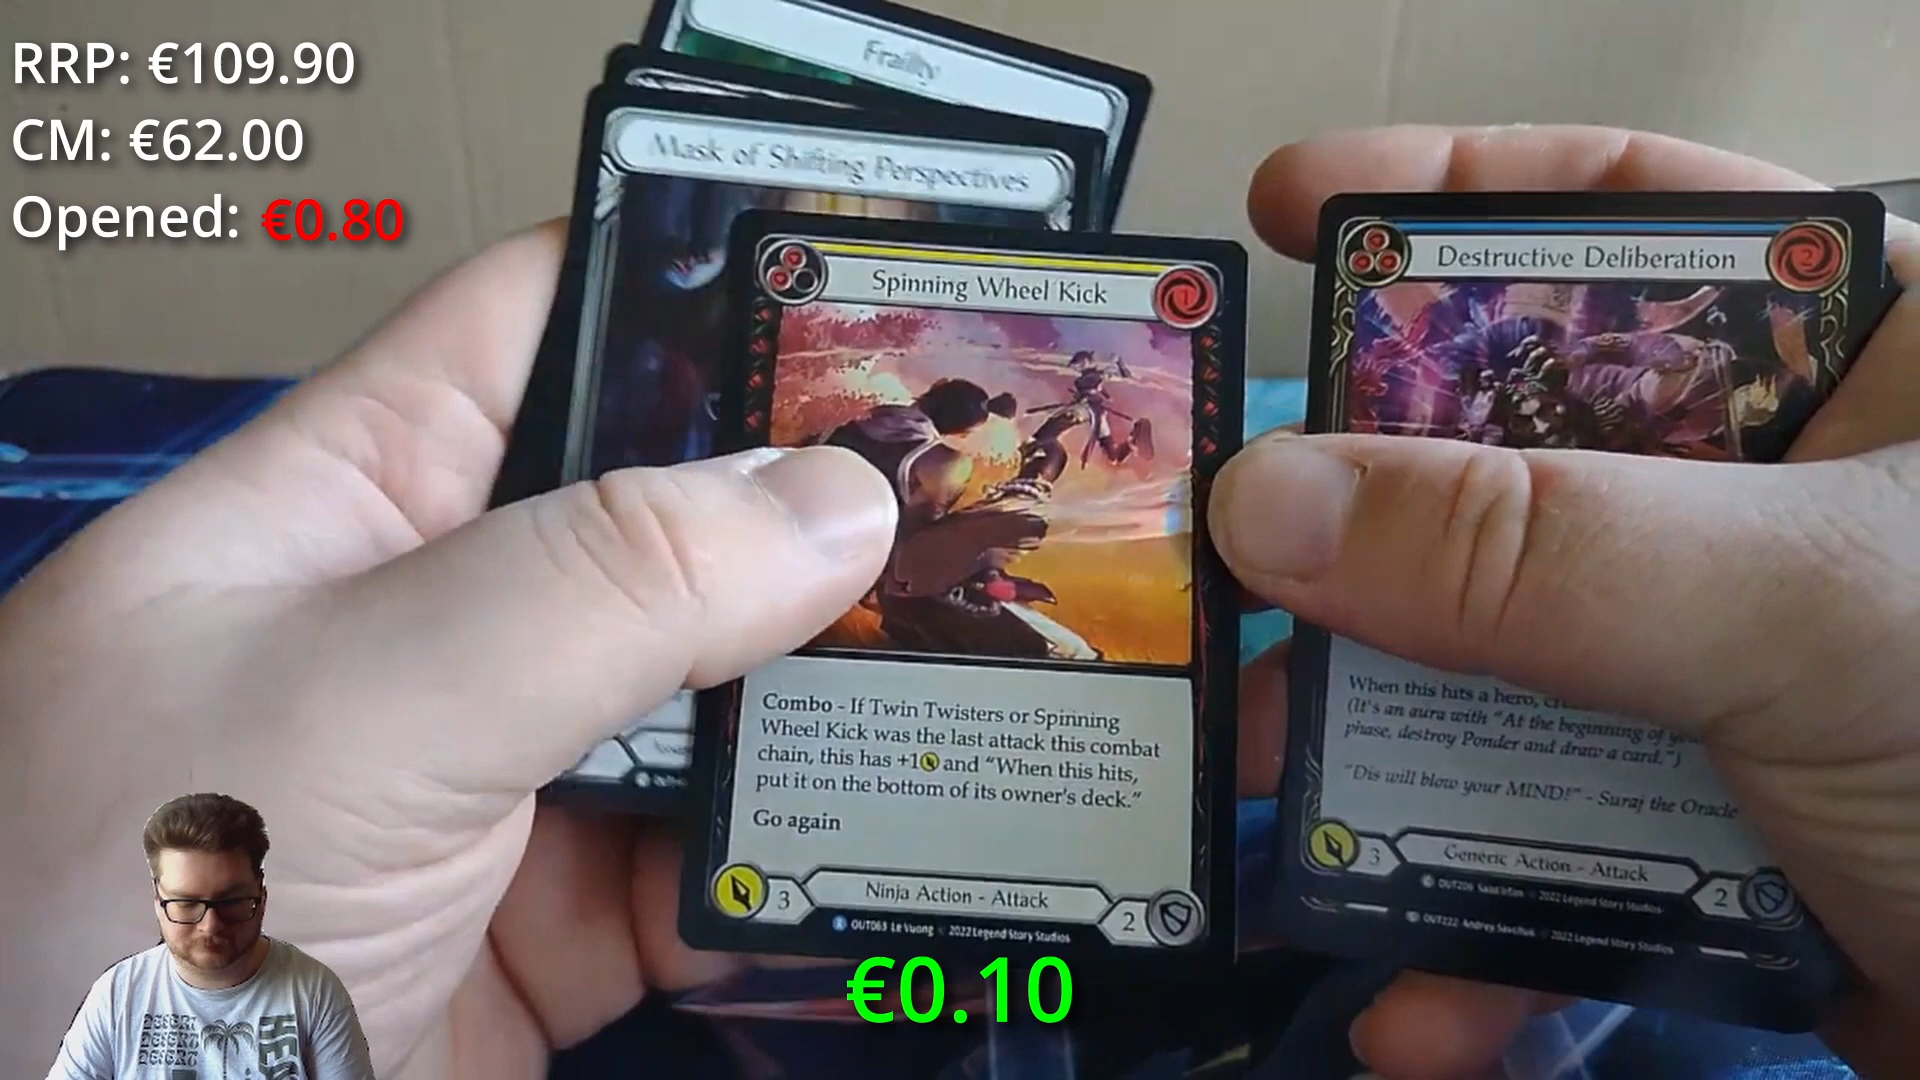 RRP: €109.90
CM: €62.00
Opened: €0.80
Frailty
Mask of Shifting Perspectives
Spinning Wheel Kick
1
Combo - If Twin Twisters or Spinning
Wheel Kick was the last attack this combat
chain, this has +1 and “When this hits,
put it on the bottom of its owner's deck.”
Go again
3
Ninja Action - Attack
2
OUT063 Le Vuong © 2022 Legend Story Studios
€0.10
Destructive Deliberation
2
When this hits a hero,
(It's an aura with “At the beginning of
phase, destroy Ponder and draw a card.”)
“Dis will blow your MIND!” - Suraj the Oracle
3
Generic Action - Attack
2
2022 Legend Story Studios
OUT222 2022 Legend Story Studios
DESERT
DESERT